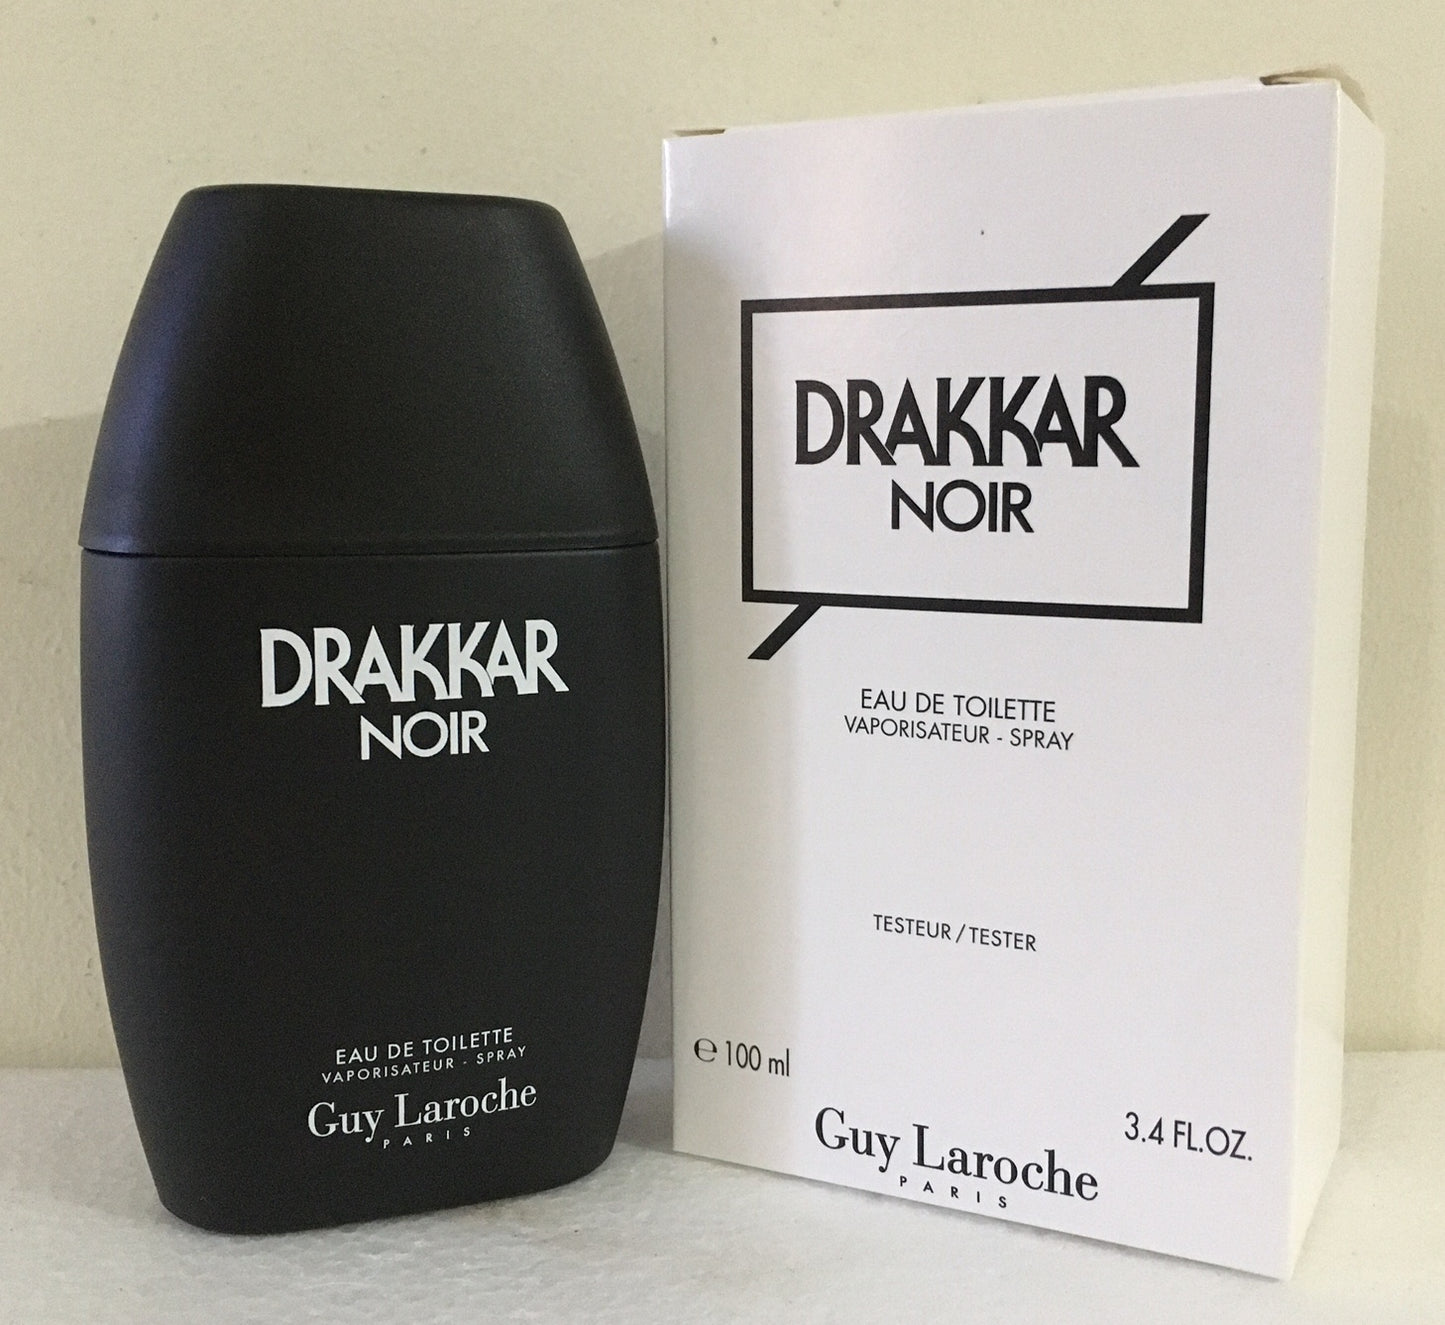 DRAKKAR
NOIR
EAU DE TOILETTE
VAPORISATEUR - SPRAY
Guy Laroche
PARIS
DRAKKAR
NOIR
EAU DE TOILETTE
VAPORISATEUR - SPRAY
TESTEUR / TESTER
℮ 100 ml
3.4 FL.OZ.
Guy Laroche
PARIS